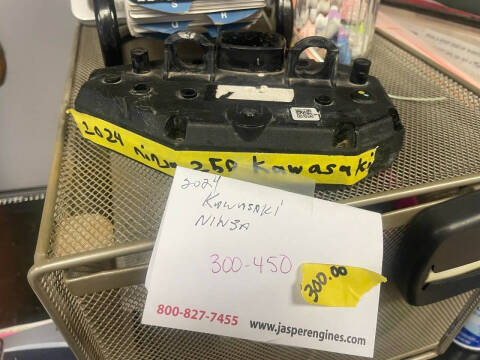 2024 ninja 250 Kawasaki
2024
KAWASAKI
NINJA
300-450
300.00
800-827-7455 www.jasperengines.com